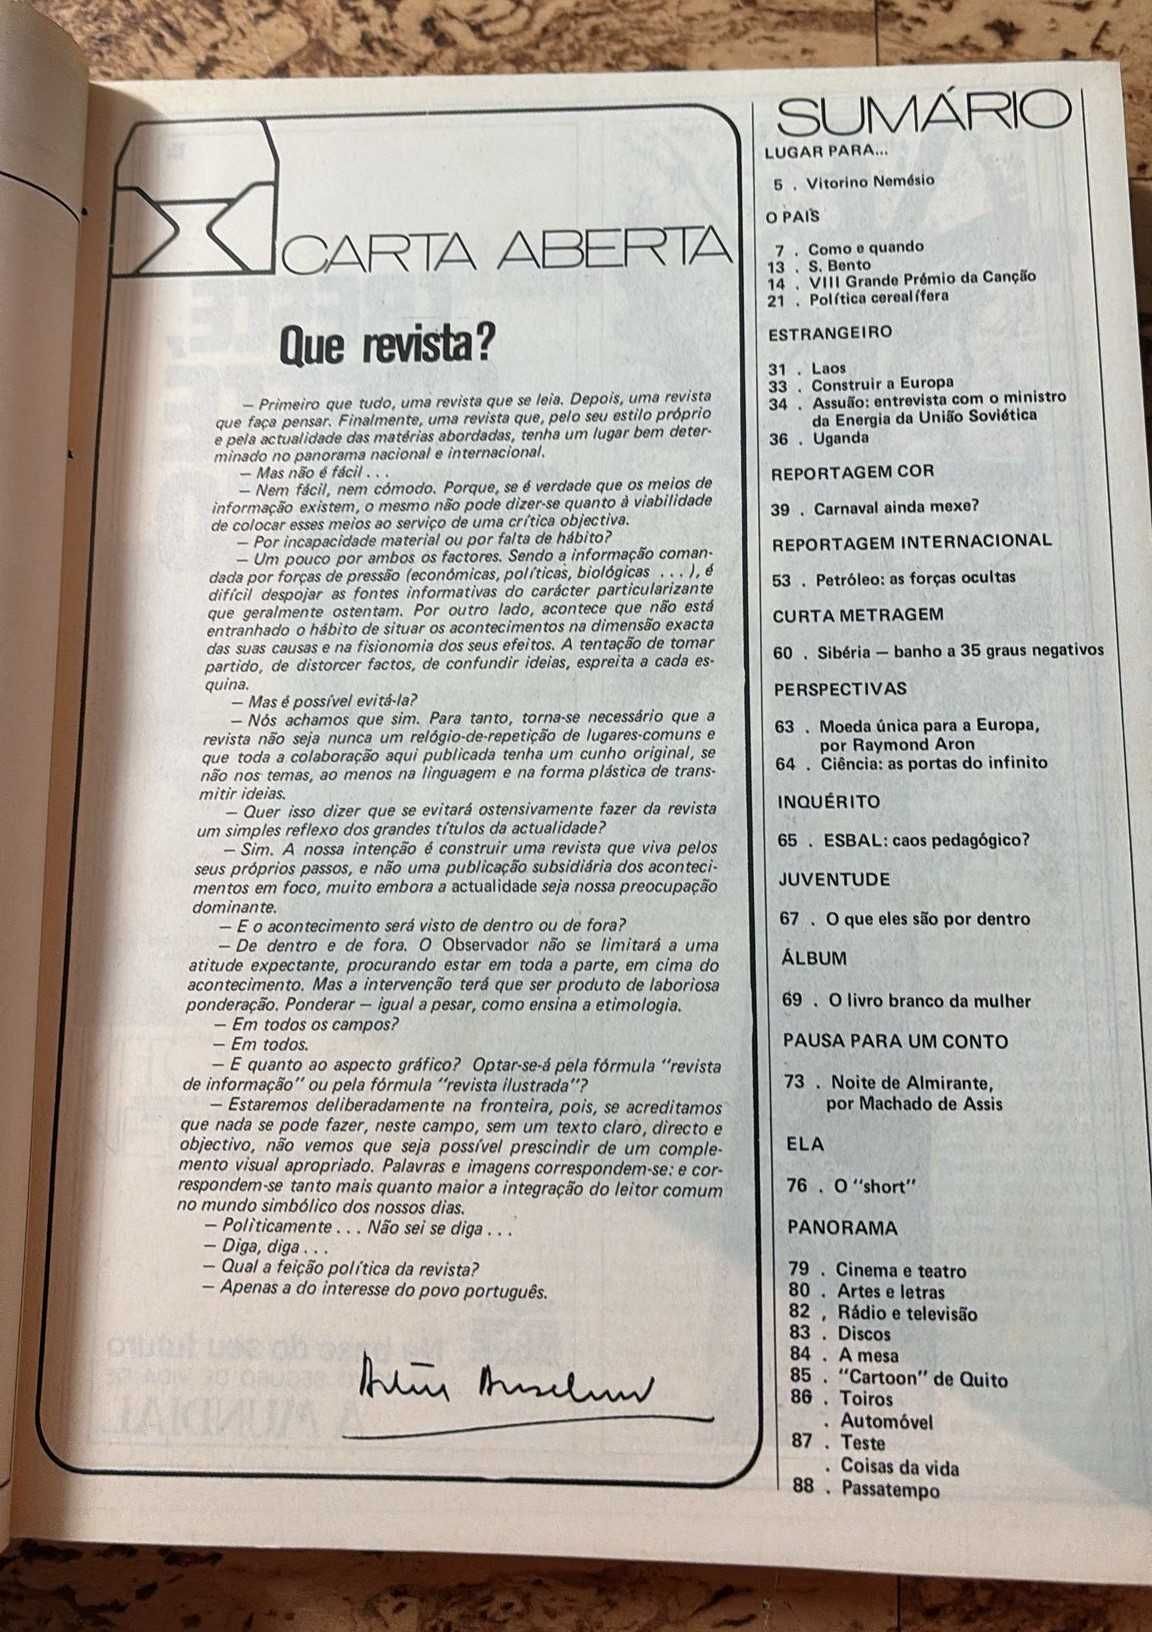 CARTA ABERTA
Que revista?
— Primeiro que tudo, uma revista que se leia. Depois, uma revista
que faça pensar. Finalmente, uma revista que, pelo seu estilo próprio
e pela actualidade das matérias abordadas, tenha um lugar bem deter-
minado no panorama nacional e internacional.
— Mas não é fácil . . .
— Nem fácil, nem cómodo. Porque, se é verdade que os meios de
informação existem, o mesmo não pode dizer-se quanto à viabilidade
de colocar esses meios ao serviço de uma crítica objectiva.
— Por incapacidade material ou por falta de hábito?
— Um pouco por ambos os factores. Sendo a informação coman-
dada por forças de pressão (económicas, políticas, biológicas . . . ), é
difícil despojar as fontes informativas do carácter particularizante
que geralmente ostentam. Por outro lado, acontece que não está
entranhado o hábito de situar os acontecimentos na dimensão exacta
das suas causas e na fisionomia dos seus efeitos. A tentação de tomar
partido, de distorcer factos, de confundir ideias, espreita a cada es-
quina.
— Mas é possível evitá-la?
— Nós achamos que sim. Para tanto, torna-se necessário que a
revista não seja nunca um relógio-de-repetição de lugares-comuns e
que toda a colaboração aqui publicada tenha um cunho original, se
não nos temas, ao menos na linguagem e na forma plástica de trans-
mitir ideias.
— Quer isso dizer que se evitará ostensivamente fazer da revista
um simples reflexo dos grandes títulos da actualidade?
— Sim. A nossa intenção é construir uma revista que viva pelos
seus próprios passos, e não uma publicação subsidiária dos aconteci-
mentos em foco, muito embora a actualidade seja nossa preocupação
dominante.
— E o acontecimento será visto de dentro ou de fora?
— De dentro e de fora. O Observador não se limitará a uma
atitude expectante, procurando estar em toda a parte, em cima do
acontecimento. Mas a intervenção terá que ser produto de laboriosa
ponderação. Ponderar — igual a pesar, como ensina a etimologia.
— Em todos os campos?
— Em todos.
— E quanto ao aspecto gráfico? Optar-se-á pela fórmula "revista
de informação" ou pela fórmula "revista ilustrada"?
— Estaremos deliberadamente na fronteira, pois, se acreditamos
que nada se pode fazer, neste campo, sem um texto claro, directo e
objectivo, não vemos que seja possível prescindir de um comple-
mento visual apropriado. Palavras e imagens correspondem-se: e cor-
respondem-se tanto mais quanto maior a integração do leitor comum
no mundo simbólico dos nossos dias.
— Polìticamente . . . Não sei se diga . . .
— Diga, diga . . .
— Qual a feição política da revista?
— Apenas a do interesse do povo português.
Artur Anselmo
SUMÁRIO
LUGAR PARA...
5 . Vitorino Nemésio
O PAÍS
7 . Como e quando
13 . S. Bento
14 . VIII Grande Prémio da Canção
21 . Política cerealífera
ESTRANGEIRO
31 . Laos
33 . Construir a Europa
34 . Assuão: entrevista com o ministro
da Energia da União Soviética
36 . Uganda
REPORTAGEM COR
39 . Carnaval ainda mexe?
REPORTAGEM INTERNACIONAL
53 . Petróleo: as forças ocultas
CURTA METRAGEM
60 . Sibéria — banho a 35 graus negativos
PERSPECTIVAS
63 . Moeda única para a Europa,
por Raymond Aron
64 . Ciência: as portas do infinito
INQUÉRITO
65 . ESBAL: caos pedagógico?
JUVENTUDE
67 . O que eles são por dentro
ÁLBUM
69 . O livro branco da mulher
PAUSA PARA UM CONTO
73 . Noite de Almirante,
por Machado de Assis
ELA
76 . O "short"
PANORAMA
79 . Cinema e teatro
80 . Artes e letras
82 , Rádio e televisão
83 . Discos
84 . A mesa
85 . "Cartoon" de Quito
86 . Toiros
. Automóvel
87 . Teste
. Coisas da vida
88 . Passatempo